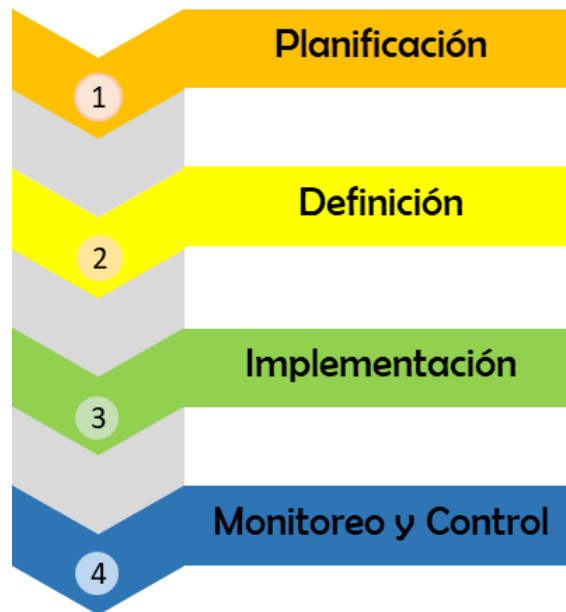 Planificación
1
Definición
2
Implementación
3
Monitoreo y Control
4